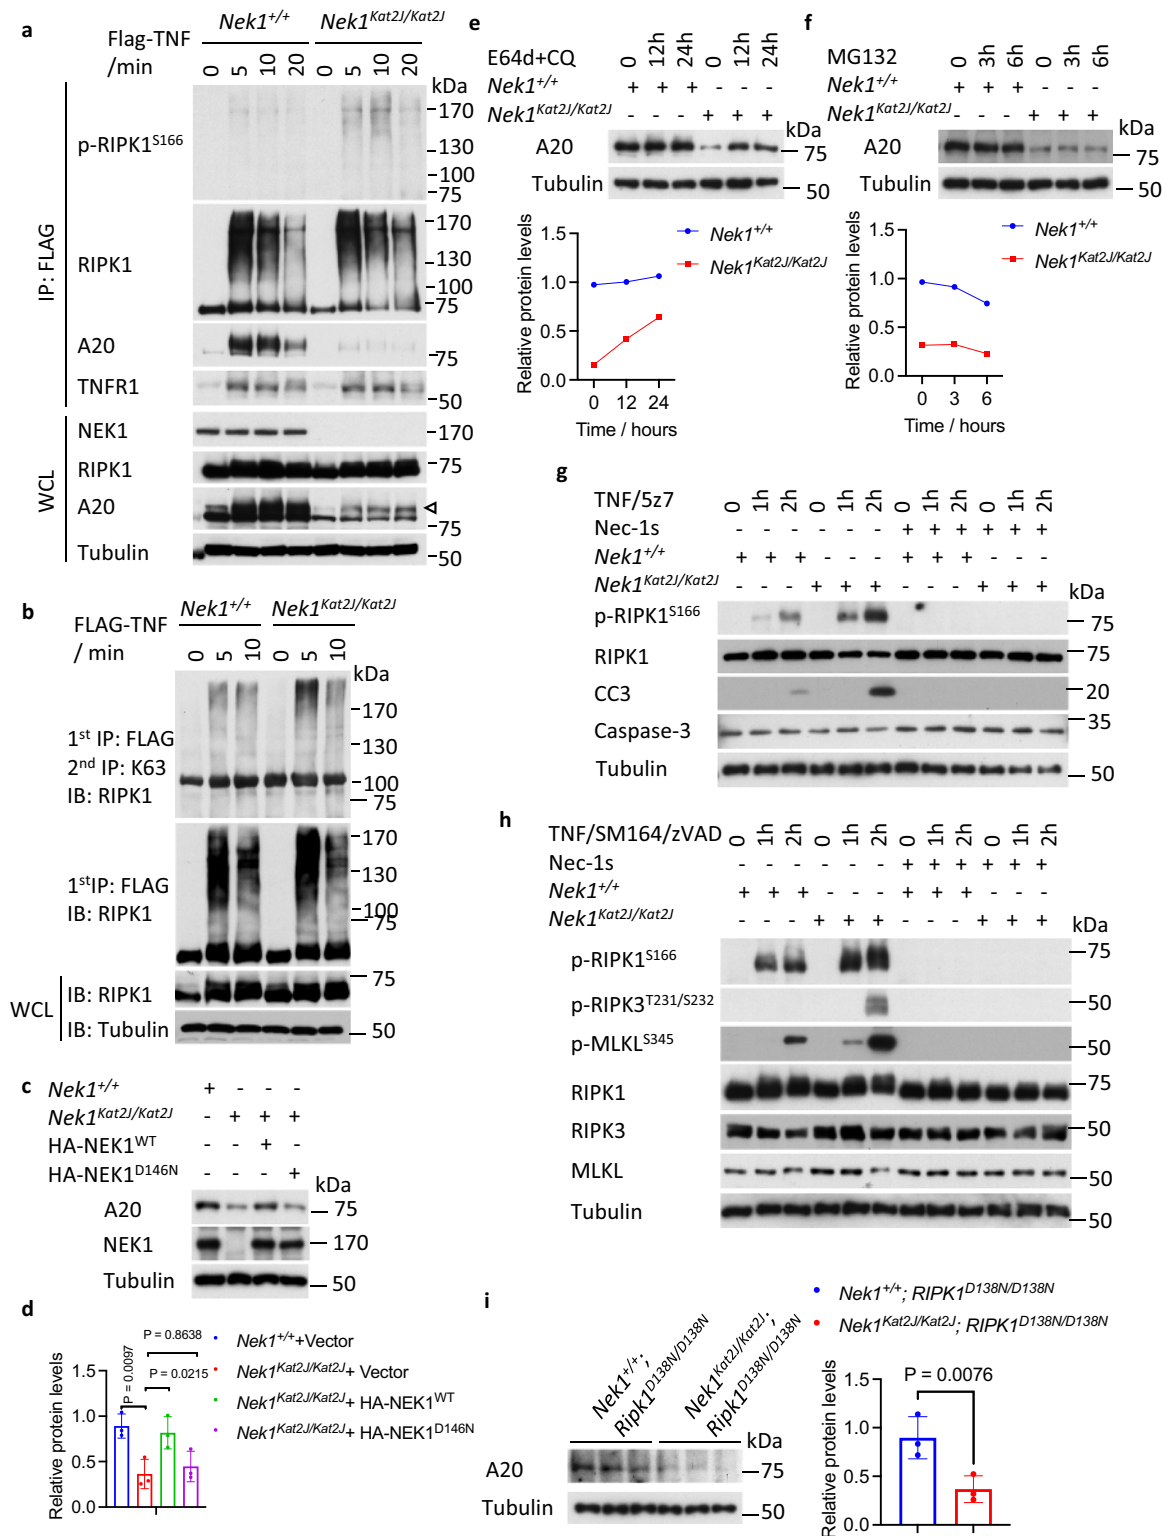 a
Nek1+/+ Nek1Kat2J/Kat2J
Flag-TNF
/min
0 5 10 20 0 5 10 20
kDa
IP: FLAG
p-RIPK1S166
170
130
100
75
RIPK1
170
130
100
75
A20
75
TNFR1
50
WCL
NEK1
170
RIPK1
75
A20
75
Tubulin
50
b
Nek1+/+ Nek1Kat2J/Kat2J
FLAG-TNF
/ min
0 5 10 0 5 10
kDa
1st IP: FLAG
2nd IP: K63
IB: RIPK1
170
130
100
75
1stIP: FLAG
IB: RIPK1
170
130
100
75
WCL
IB: RIPK1
75
IB: Tubulin
50
c
Nek1+/+ + - - -
Nek1Kat2J/Kat2J - + + +
HA-NEK1WT - - + -
HA-NEK1D146N - - - +
kDa
A20 75
NEK1 170
Tubulin 50
d
Relative protein levels
1.5
1.0
0.5
0.0
P = 0.0097
P = 0.8638
P = 0.0215
Nek1+/++Vector
Nek1Kat2J/Kat2J+ Vector
Nek1Kat2J/Kat2J+ HA-NEK1WT
Nek1Kat2J/Kat2J+ HA-NEK1D146N
e
E64d+CQ 0 12h 24h 0 12h 24h
Nek1+/+ + + + - - -
Nek1Kat2J/Kat2J - - - + + +
kDa
A20 75
Tubulin 50
Relative protein levels
1.5
1.0
0.5
0.0
0 12 24
Time / hours
Nek1+/+
Nek1Kat2J/Kat2J
f
MG132 0 3h 6h 0 3h 6h
Nek1+/+ + + + - - -
Nek1Kat2J/Kat2J - - - + + +
kDa
A20 75
Tubulin 50
Relative protein levels
1.5
1.0
0.5
0.0
0 3 6
Time / hours
Nek1+/+
Nek1Kat2J/Kat2J
g
TNF/5z7 0 1h 2h 0 1h 2h 0 1h 2h 0 1h 2h
Nec-1s - - - - - - + + + + + +
Nek1+/+ + + + - - - + + + - - -
Nek1Kat2J/Kat2J - - - + + + - - - + + +
kDa
p-RIPK1S166 75
RIPK1 75
CC3 20
Caspase-3 35
Tubulin 50
h
TNF/SM164/zVAD 0 1h 2h 0 1h 2h 0 1h 2h 0 1h 2h
Nec-1s - - - - - - + + + + + +
Nek1+/+ + + + - - - + + + - - -
Nek1Kat2J/Kat2J - - - + + + - - - + + +
kDa
p-RIPK1S166 75
p-RIPK3T231/S232 50
p-MLKLS345 50
RIPK1 75
RIPK3 50
MLKL 50
Tubulin 50
i
Nek1+/+;
Ripk1D138N/D138N
Nek1Kat2J/Kat2J;
Ripk1D138N/D138N
kDa
A20 75
Tubulin 50
Nek1+/+; RIPK1D138N/D138N
Nek1Kat2J/Kat2J; RIPK1D138N/D138N
Relative protein levels
1.5
1.0
0.5
0.0
P = 0.0076